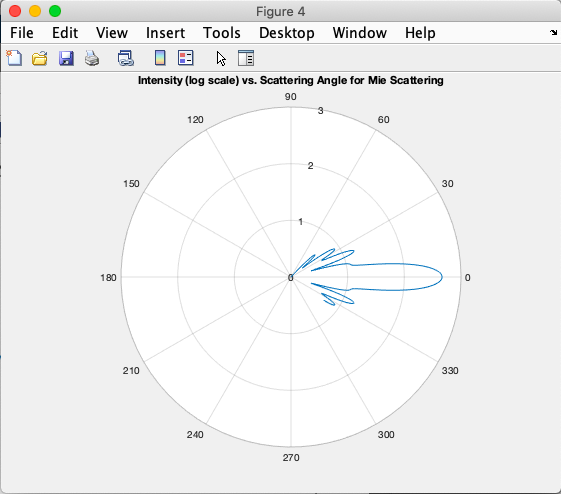 Figure 4
File Edit View Insert Tools Desktop Window Help
Intensity (log scale) vs. Scattering Angle for Mie Scattering
90
120 3 60
150 2 30
1
180 0 0
210 330
240 300
270